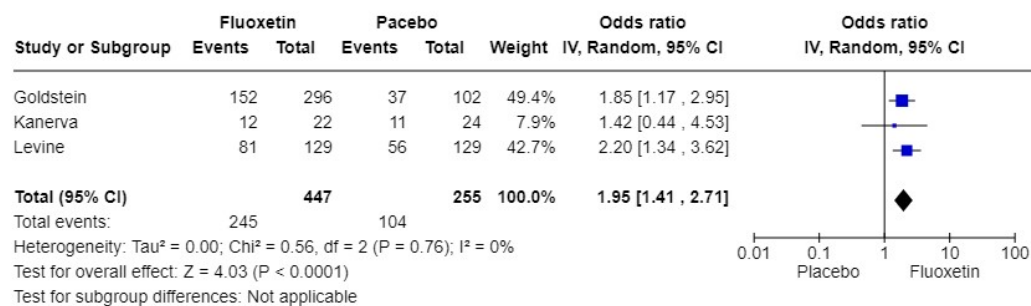 Fluoxetin Pacebo Odds ratio Odds ratio
Study or Subgroup Events Total Events Total Weight IV, Random, 95% CI IV, Random, 95% CI
Goldstein 152 296 37 102 49.4% 1.85 [1.17 , 2.95]
Kanerva 12 22 11 24 7.9% 1.42 [0.44 , 4.53]
Levine 81 129 56 129 42.7% 2.20 [1.34 , 3.62]
Total (95% CI) 447 255 100.0% 1.95 [1.41 , 2.71]
Total events: 245 104
Heterogeneity: Tau² = 0.00; Chi² = 0.56, df = 2 (P = 0.76); I² = 0%
Test for overall effect: Z = 4.03 (P < 0.0001)
Test for subgroup differences: Not applicable
0.01 0.1 1 10 100
Placebo Fluoxetin